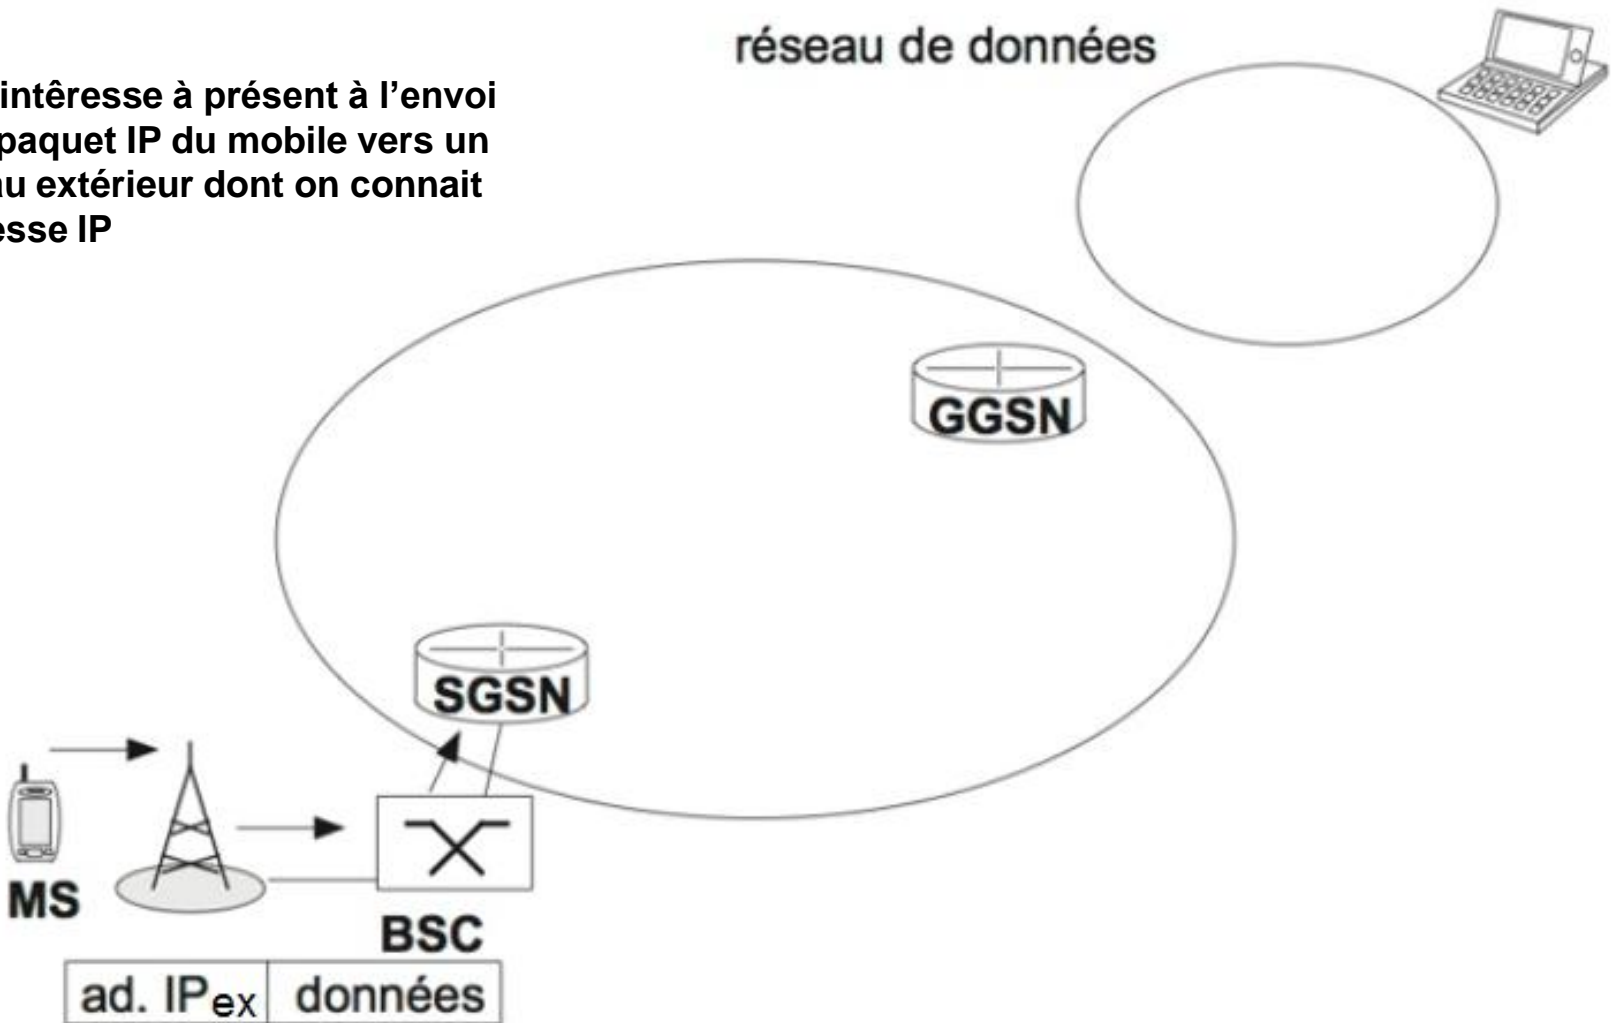 réseau de données
intêresse à présent à l'envoi
paquet IP du mobile vers un
au extérieur dont on connait
esse IP
GGSN
SGSN
MS
BSC
ad. IPex données